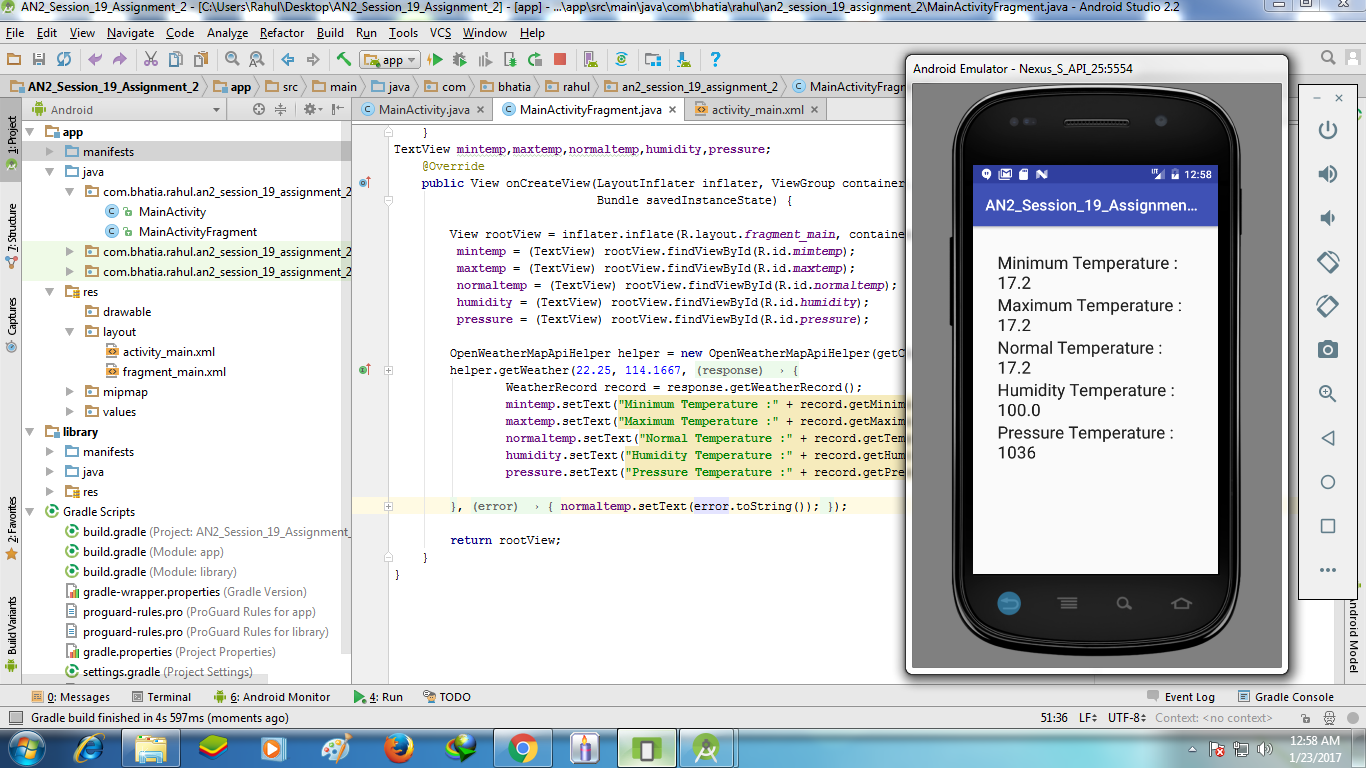 AN2_Session_19_Assignment_2 - [C:\Users\Rahul\Desktop\AN2_Session_19_Assignment_2] - [app] - ...\app\src\main\java\com\bhatia\rahul\an2_session_19_assignment_2\MainActivityFragment.java - Android Studio 2.2
File Edit View Navigate Code Analyze Refactor Build Run Tools VCS Window Help
app
AN2_Session_19_Assignment_2 app src main java com bhatia rahul an2_session_19_assignment_2 MainActivityFragm
Android
MainActivity.java MainActivityFragment.java activity_main.xml
1: Project
7: Structure
Captures
2: Favorites
Build Variants
app
manifests
java
com.bhatia.rahul.an2_session_19_assignment_2
MainActivity
MainActivityFragment
com.bhatia.rahul.an2_session_19_assignment_2
com.bhatia.rahul.an2_session_19_assignment_2
res
drawable
layout
activity_main.xml
fragment_main.xml
mipmap
values
library
manifests
java
res
Gradle Scripts
build.gradle (Project: AN2_Session_19_Assignment_
build.gradle (Module: app)
build.gradle (Module: library)
gradle-wrapper.properties (Gradle Version)
proguard-rules.pro (ProGuard Rules for app)
proguard-rules.pro (ProGuard Rules for library)
gradle.properties (Project Properties)
settings.gradle (Project Settings)
}
TextView mintemp,maxtemp,normaltemp,humidity,pressure;
@Override
public View onCreateView(LayoutInflater inflater, ViewGroup container
Bundle savedInstanceState) {
View rootView = inflater.inflate(R.layout.fragment_main, containe
mintemp = (TextView) rootView.findViewById(R.id.mimtemp);
maxtemp = (TextView) rootView.findViewById(R.id.maxtemp);
normaltemp = (TextView) rootView.findViewById(R.id.normaltemp);
humidity = (TextView) rootView.findViewById(R.id.humidity);
pressure = (TextView) rootView.findViewById(R.id.pressure);
OpenWeatherMapApiHelper helper = new OpenWeatherMapApiHelper(getC
helper.getWeather(22.25, 114.1667, (response) → {
WeatherRecord record = response.getWeatherRecord();
mintemp.setText("Minimum Temperature :" + record.getMinim
maxtemp.setText("Maximum Temperature :" + record.getMaxim
normaltemp.setText("Normal Temperature :" + record.getTem
humidity.setText("Humidity Temperature :" + record.getHum
pressure.setText("Pressure Temperature :" + record.getPre
}, (error) → { normaltemp.setText(error.toString()); });
return rootView;
}
}
Android Emulator - Nexus_S_API_25:5554
LTE 12:58
AN2_Session_19_Assignmen...
Minimum Temperature :
17.2
Maximum Temperature :
17.2
Normal Temperature :
17.2
Humidity Temperature :
100.0
Pressure Temperature :
1036
Android Model
0: Messages Terminal 6: Android Monitor 4: Run TODO Event Log Gradle Console
Gradle build finished in 4s 597ms (moments ago) 51:36 LF UTF-8 Context: <no context>
12:58 AM
1/23/2017